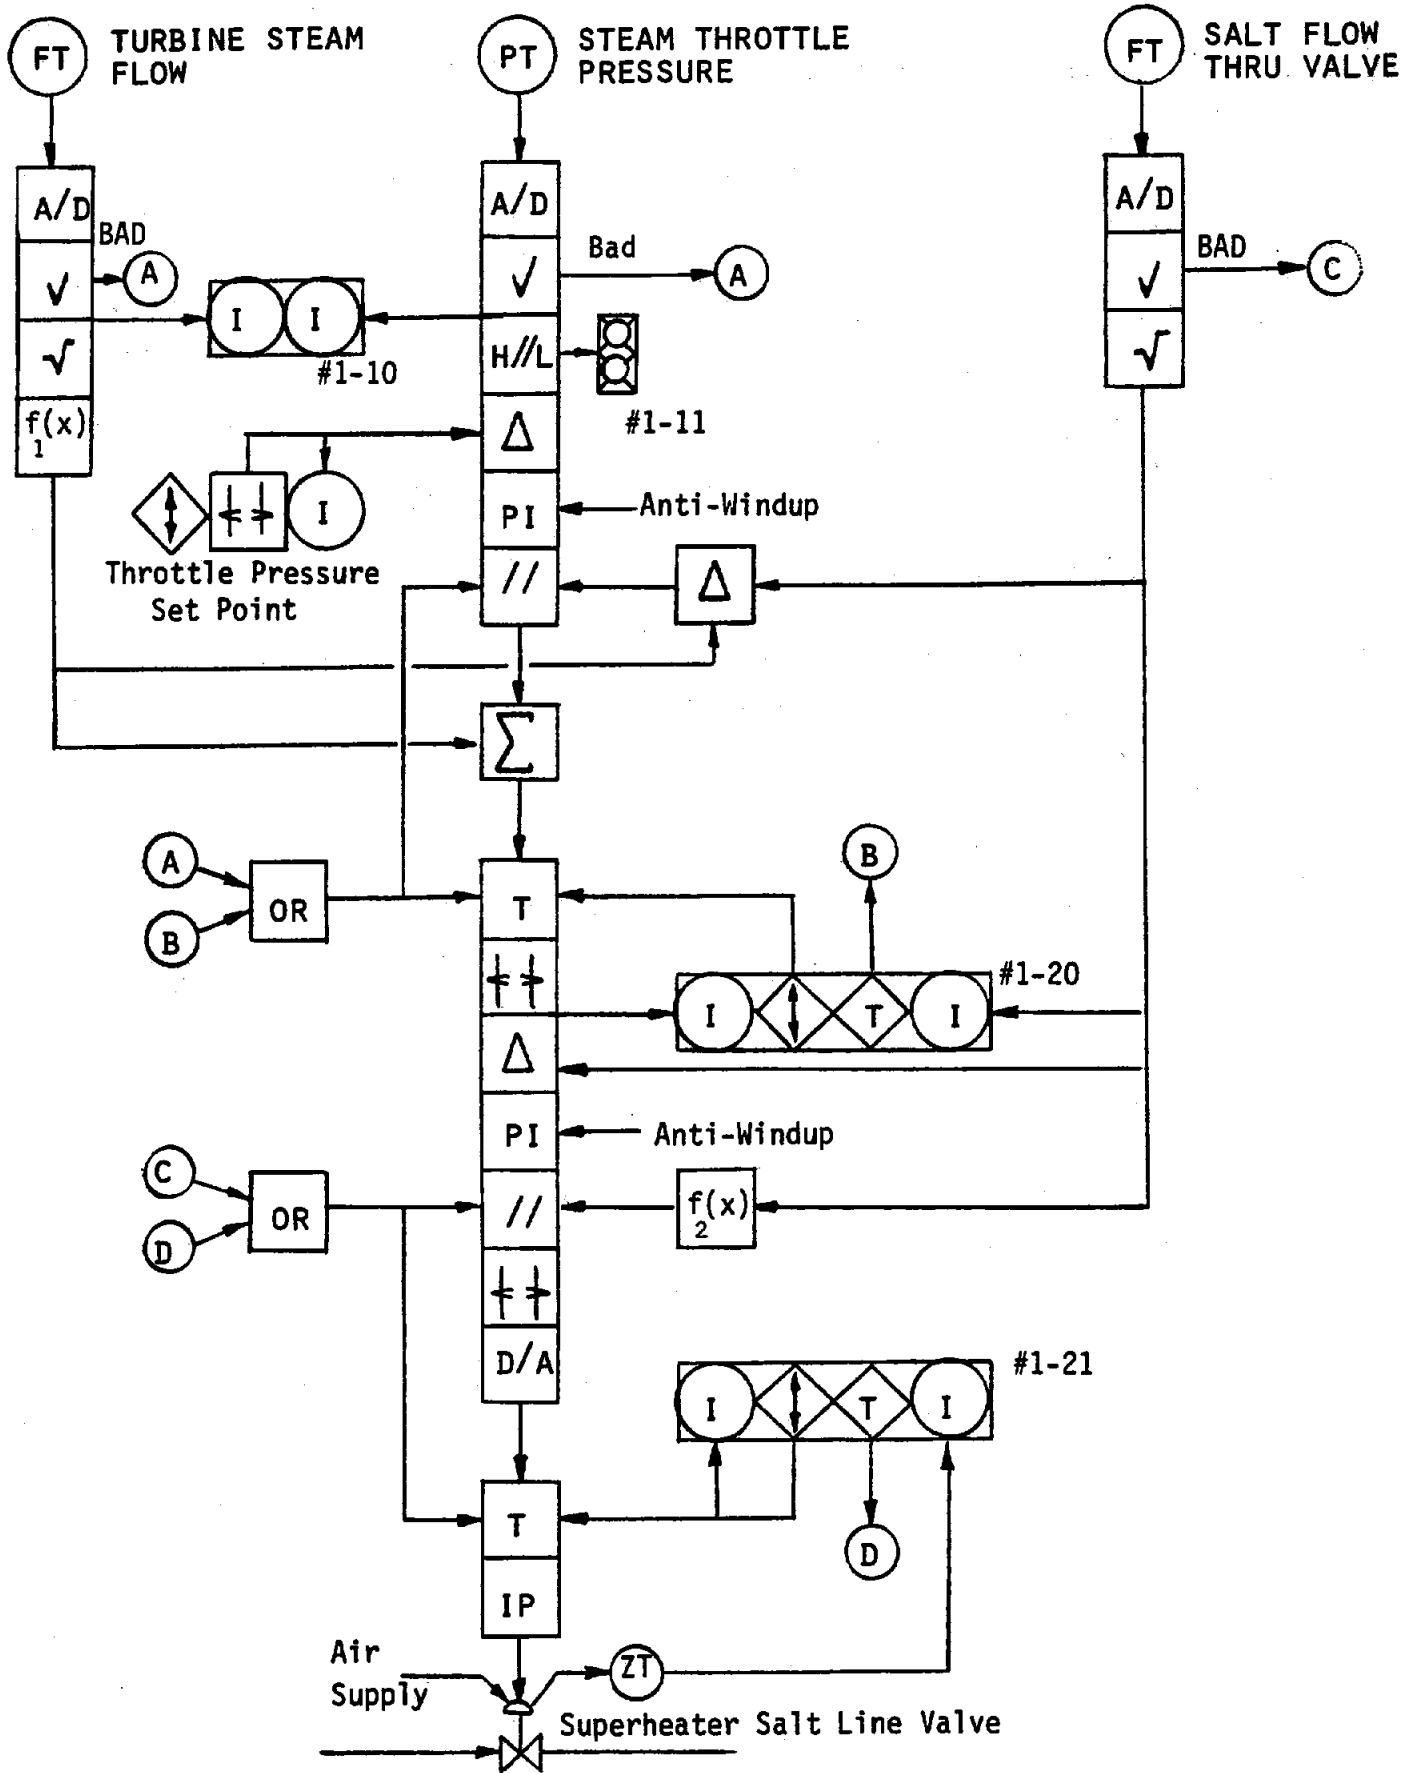 FT
TURBINE STEAM
FLOW
PT
STEAM THROTTLE
PRESSURE
FT
SALT FLOW
THRU VALVE
A/D
A/D
A/D
BAD
A
√
Bad
A
√
BAD
C
√
I
I
#1-10
H//L
#1-11
√
√
f1(x)
Δ
I
Throttle Pressure
Set Point
PI
Anti-Windup
//
Δ
Σ
A
B
OR
T
B
#1-20
I
T
I
Δ
PI
Anti-Windup
C
D
OR
//
f2(x)
D/A
#1-21
I
T
I
T
D
IP
Air
Supply
ZT
Superheater Salt Line Valve